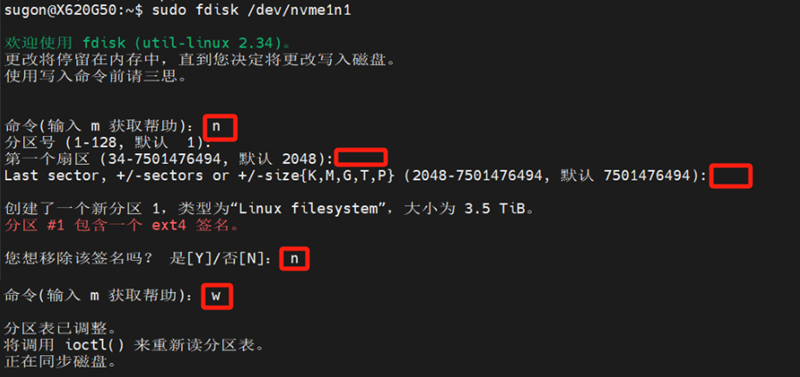 sugon@X620G50:~$ sudo fdisk /dev/nvme1n1
欢迎使用 fdisk (util-linux 2.34)。
更改将停留在内存中，直到您决定将更改写入磁盘。
使用写入命令前请三思。
命令(输入 m 获取帮助)： n
分区号 (1-128, 默认  1):
第一个扇区 (34-7501476494, 默认 2048):
Last sector, +/-sectors or +/-size{K,M,G,T,P} (2048-7501476494, 默认 7501476494):
创建了一个新分区 1，类型为“Linux filesystem”，大小为 3.5 TiB。
分区 #1 包含一个 ext4 签名。
您想移除该签名吗？ 是[Y]/否[N]： n
命令(输入 m 获取帮助)： w
分区表已调整。
将调用 ioctl() 来重新读分区表。
正在同步磁盘。